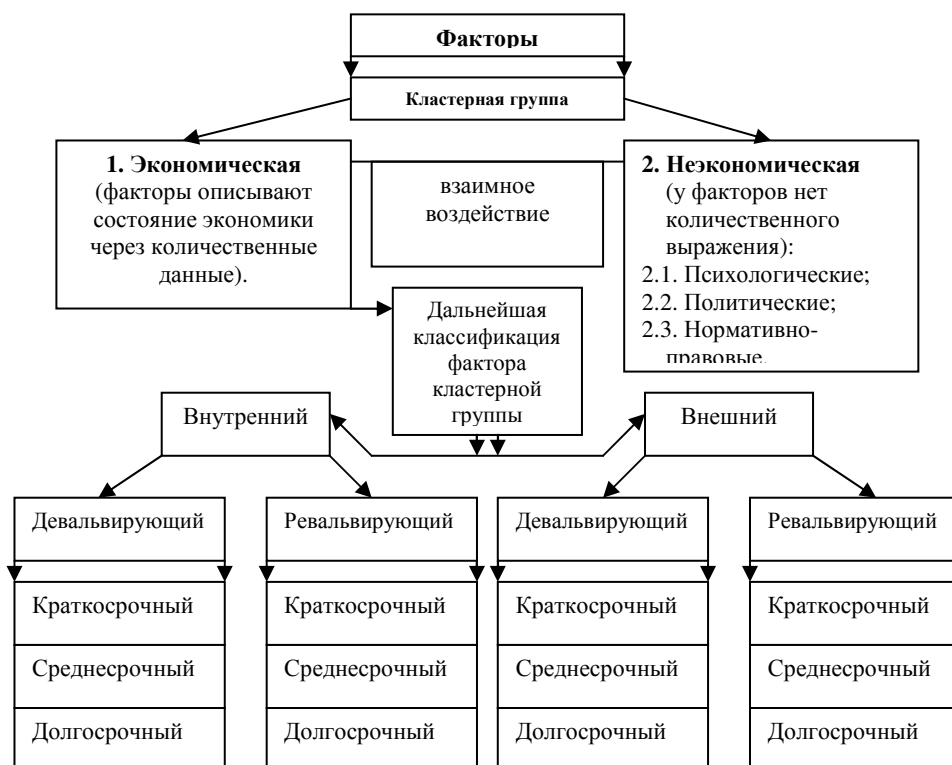 Факторы
Кластерная группа
1. Экономическая
(факторы описывают
состояние экономики
через количественные
данные).
взаимное
воздействие
2. Неэкономическая
(у факторов нет
количественного
выражения):
2.1. Психологические;
2.2. Политические;
2.3. Нормативно-
правовые.
Дальнейшая
классификация
фактора
кластерной
группы
Внутренний
Внешний
Девальвирующий
Ревальвирующий
Девальвирующий
Ревальвирующий
Краткосрочный
Краткосрочный
Краткосрочный
Краткосрочный
Среднесрочный
Среднесрочный
Среднесрочный
Среднесрочный
Долгосрочный
Долгосрочный
Долгосрочный
Долгосрочный